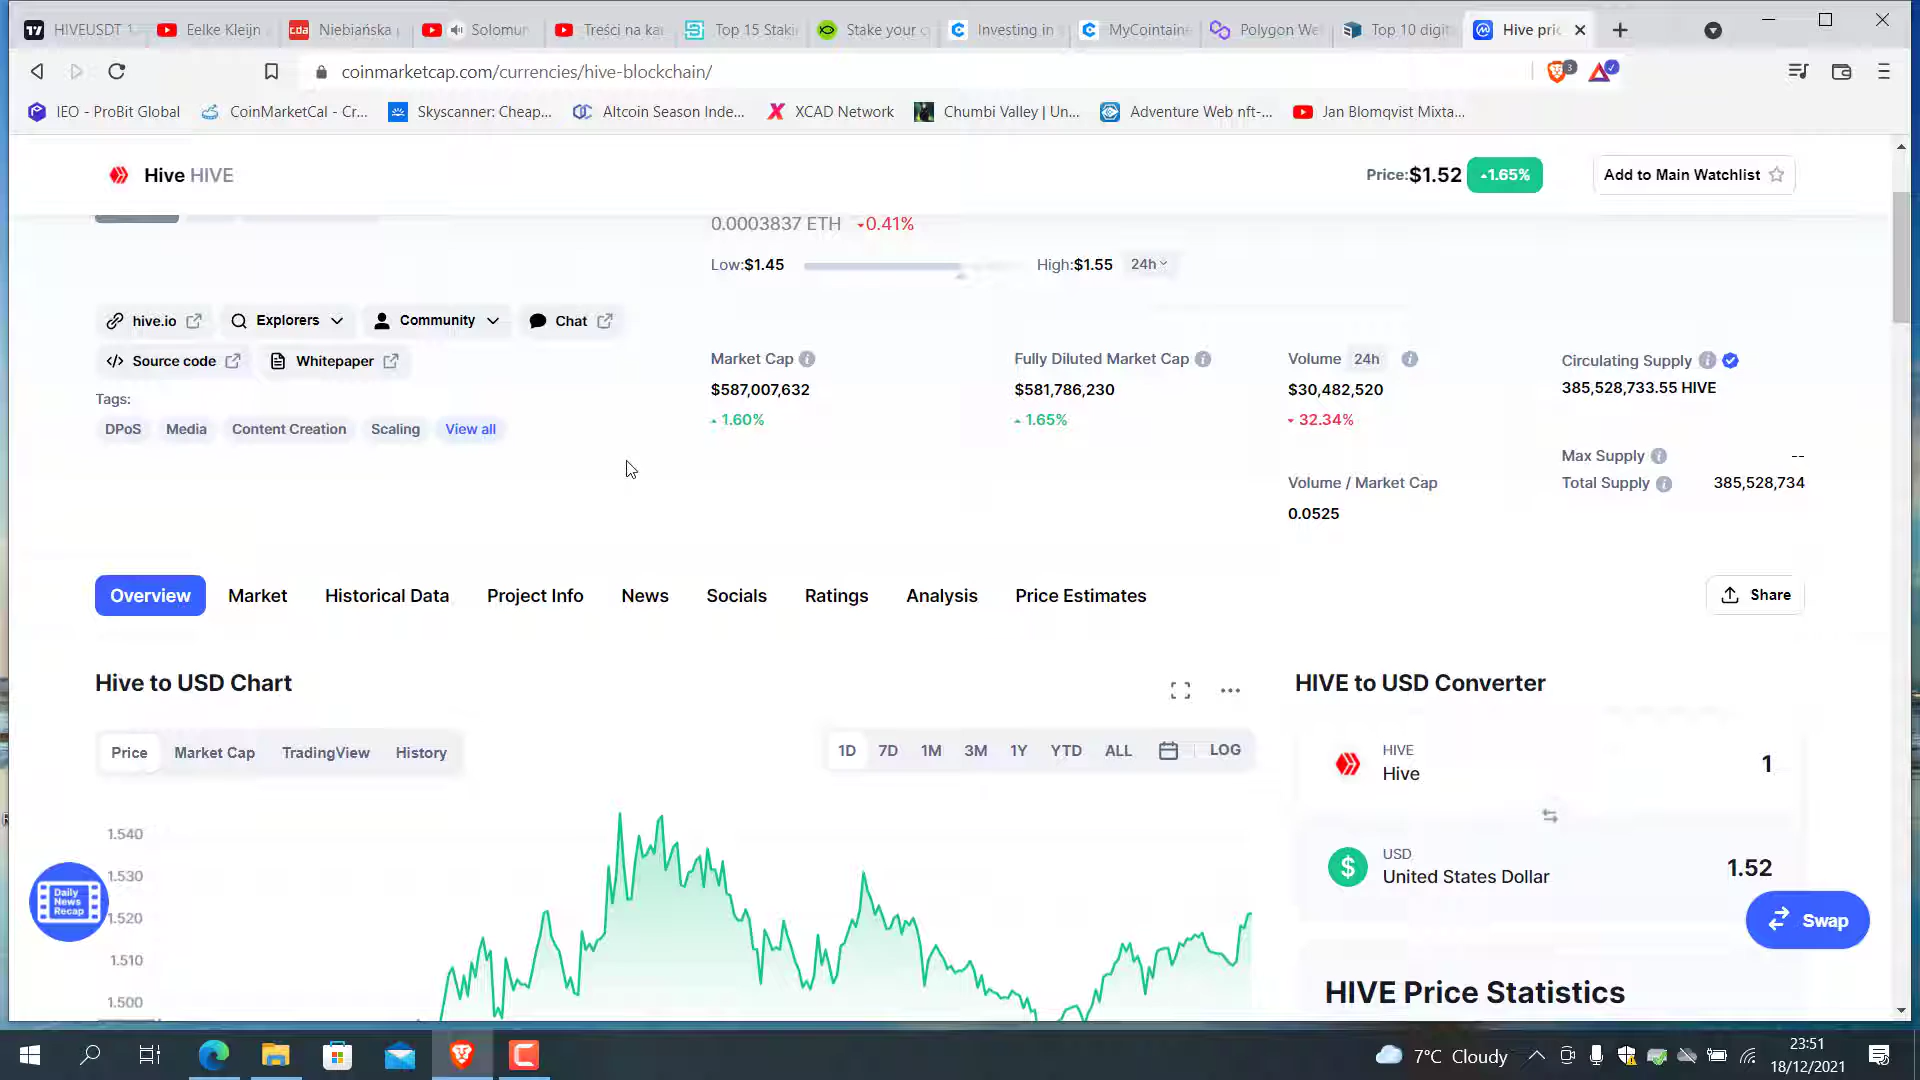 HIVEUSDT 1
Eelke Kleijn
Niebiańska
Solomun
Treści na ka
Top 15 Staki
Stake your c
Investing in
MyCointaine
Polygon We
Top 10 digit
Hive pric
coinmarketcap.com/currencies/hive-blockchain/
3
IEO - ProBit Global
CoinMarketCal - Cr...
Skyscanner: Cheap...
Altcoin Season Inde...
XCAD Network
Chumbi Valley | Un...
Adventure Web nft-...
Jan Blomqvist Mixta...
Hive HIVE
Price:$1.52
1.65%
Add to Main Watchlist
0.0003837 ETH 0.41%
Low:$1.45
High:$1.55 24h
hive.io
Explorers
Community
Chat
Source code
Whitepaper
Tags:
DPoS
Media
Content Creation
Scaling
View all
Market Cap
$587,007,632
1.60%
Fully Diluted Market Cap
$581,786,230
1.65%
Volume 24h
$30,482,520
32.34%
Volume / Market Cap
0.0525
Circulating Supply
385,528,733.55 HIVE
Max Supply --
Total Supply 385,528,734
Overview
Market
Historical Data
Project Info
News
Socials
Ratings
Analysis
Price Estimates
Share
Hive to USD Chart
Price
Market Cap
TradingView
History
1D
7D
1M
3M
1Y
YTD
ALL
LOG
1.540
1.530
1.520
1.510
1.500
Daily
News
Recap
HIVE to USD Converter
HIVE
Hive
1
USD
United States Dollar
1.52
Swap
HIVE Price Statistics
7°C Cloudy
23:51
18/12/2021